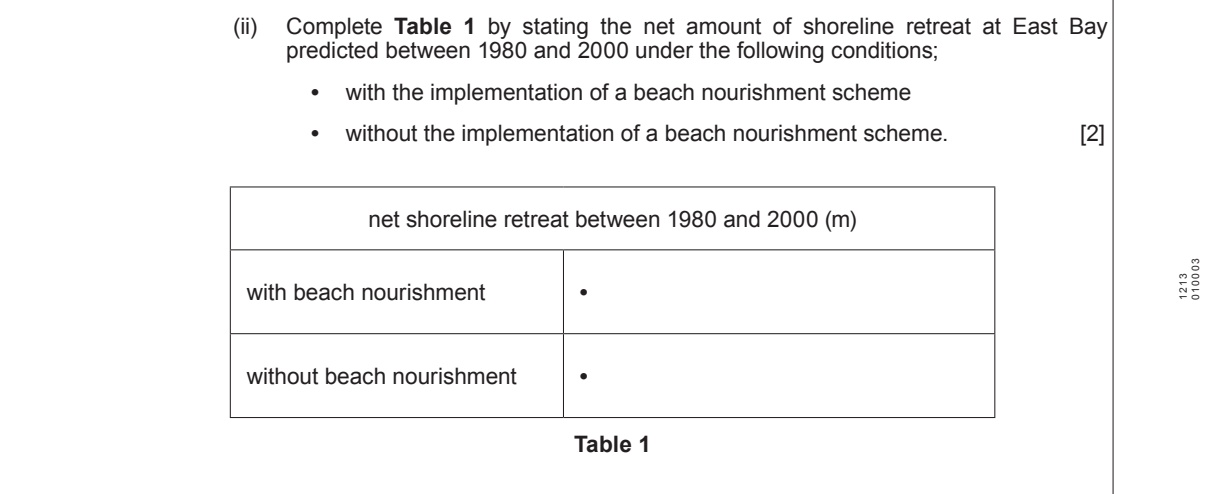 (ii) Complete Table 1 by stating the net amount of shoreline retreat at East Bay
predicted between 1980 and 2000 under the following conditions;
• with the implementation of a beach nourishment scheme
• without the implementation of a beach nourishment scheme. [2]
net shoreline retreat between 1980 and 2000 (m)
with beach nourishment •
without beach nourishment •
Table 1
1213
010003